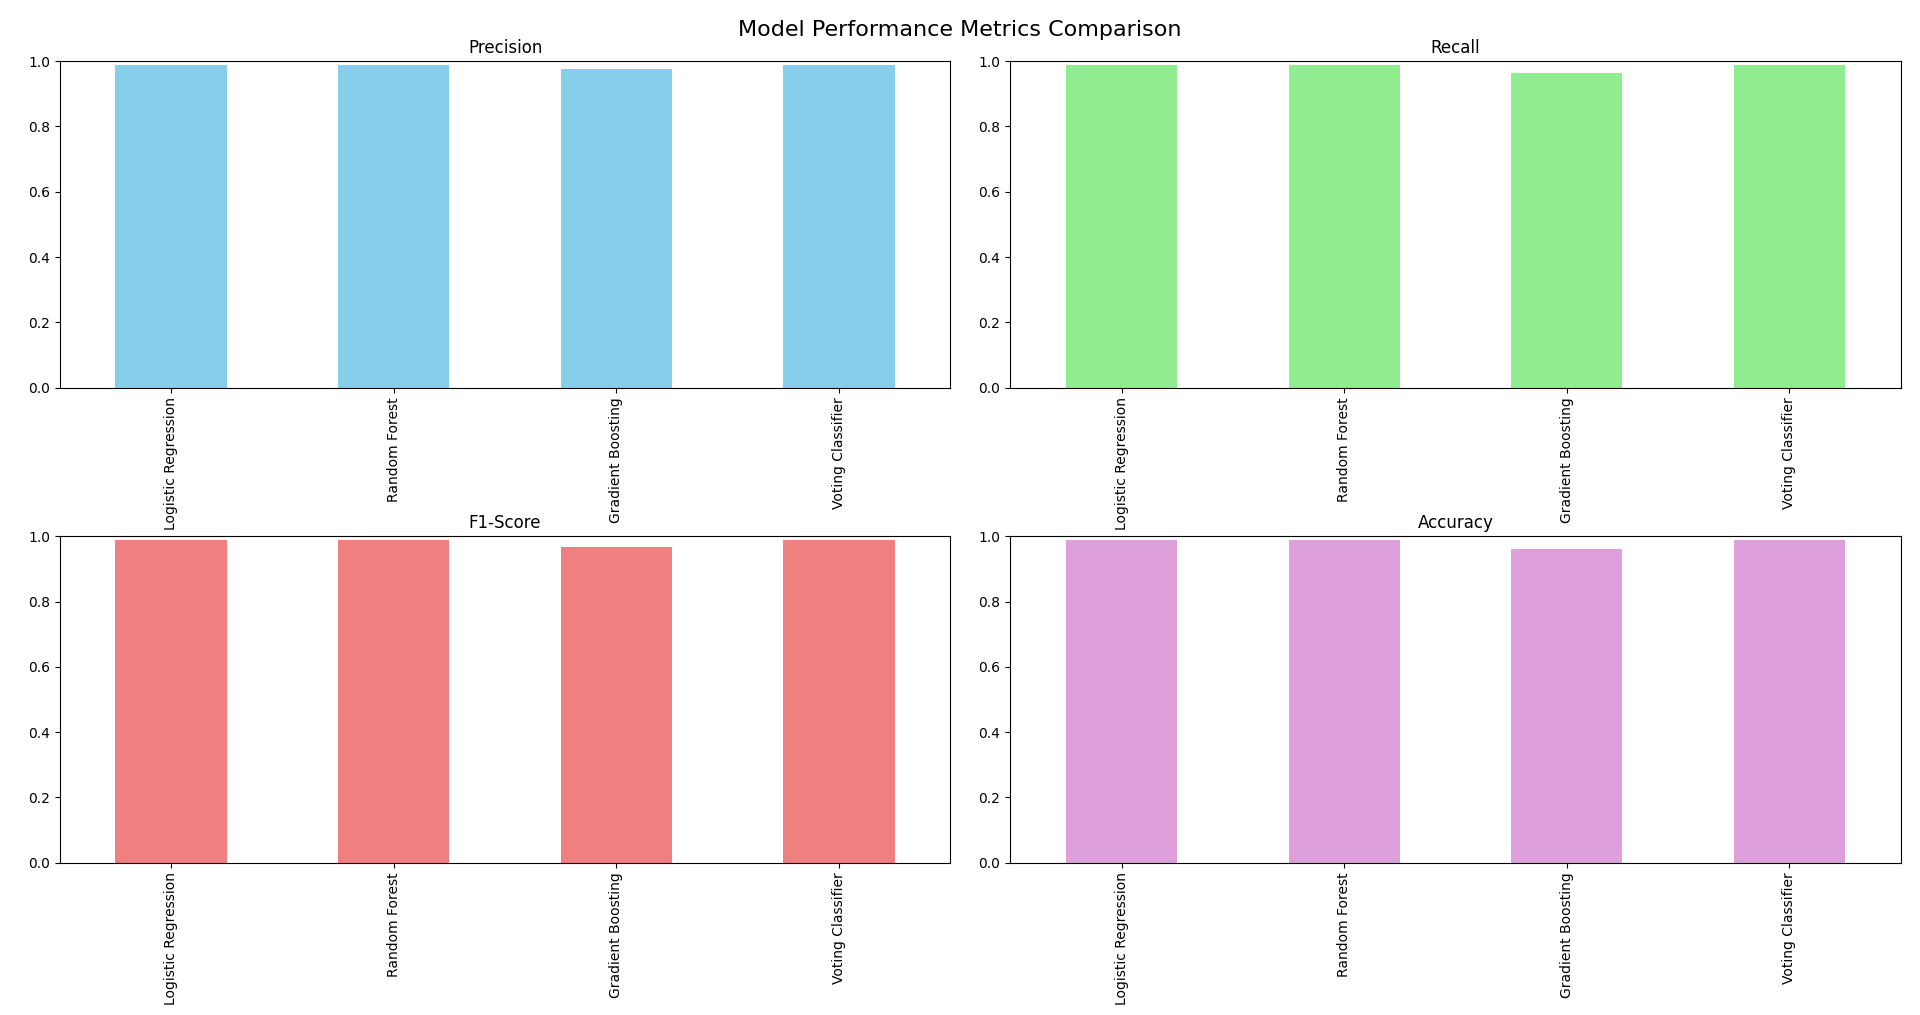 Model Performance Metrics Comparison
Precision
1.0
0.8
0.6
0.4
0.2
0.0
Logistic Regression
Random Forest
Gradient Boosting
Voting Classifier
Recall
1.0
0.8
0.6
0.4
0.2
0.0
Logistic Regression
Random Forest
Gradient Boosting
Voting Classifier
F1-Score
1.0
0.8
0.6
0.4
0.2
0.0
Logistic Regression
Random Forest
Gradient Boosting
Voting Classifier
Accuracy
1.0
0.8
0.6
0.4
0.2
0.0
Logistic Regression
Random Forest
Gradient Boosting
Voting Classifier